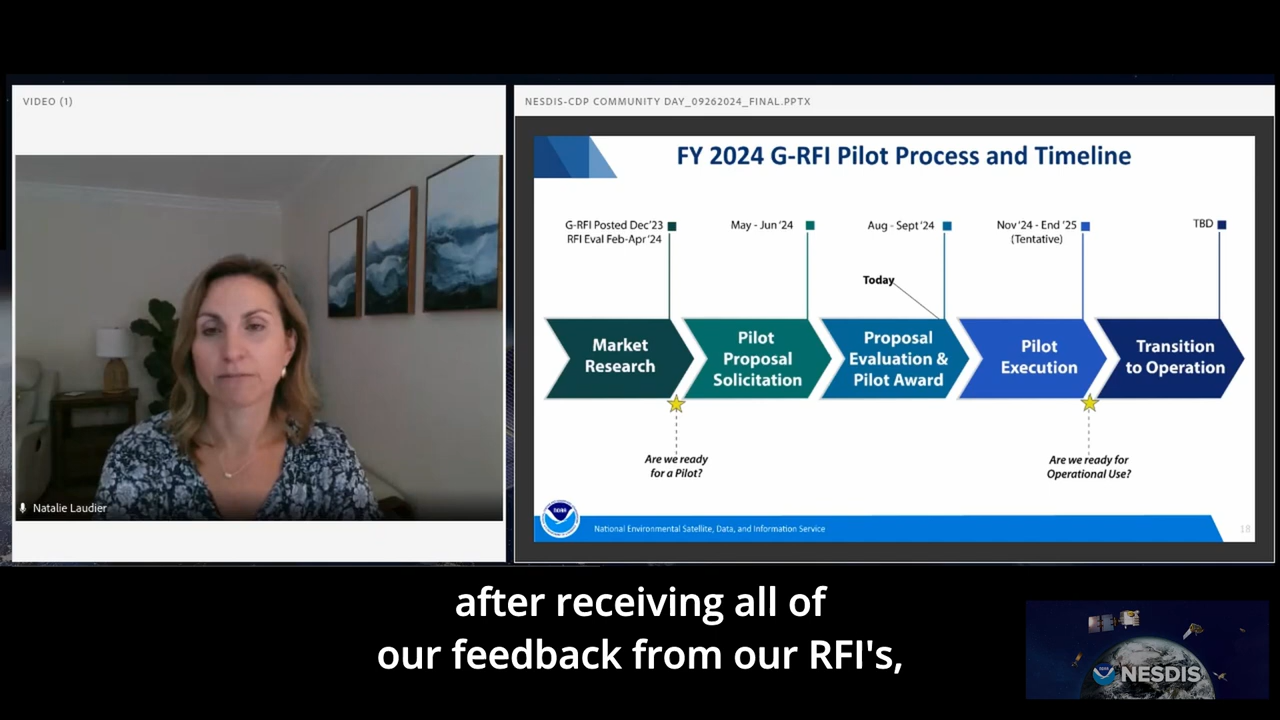 VIDEO (1)
NESDIS-CDP COMMUNITY DAY_09262024_FINAL.PPTX
FY 2024 G-RFI Pilot Process and Timeline
G-RFI Posted Dec'23
RFI Eval Feb-Apr '24
May - Jun '24
Aug - Sept '24
Nov '24 - End '25
(Tentative)
TBD
Today
Market
Research
Pilot
Proposal
Solicitation
Proposal
Evaluation &
Pilot Award
Pilot
Execution
Transition
to Operation
Are we ready
for a Pilot?
Are we ready for
Operational Use?
Natalie Laudier
NOAA
National Environmental Satellite, Data, and Information Service
18
after receiving all of
our feedback from our RFI's,
NESDIS